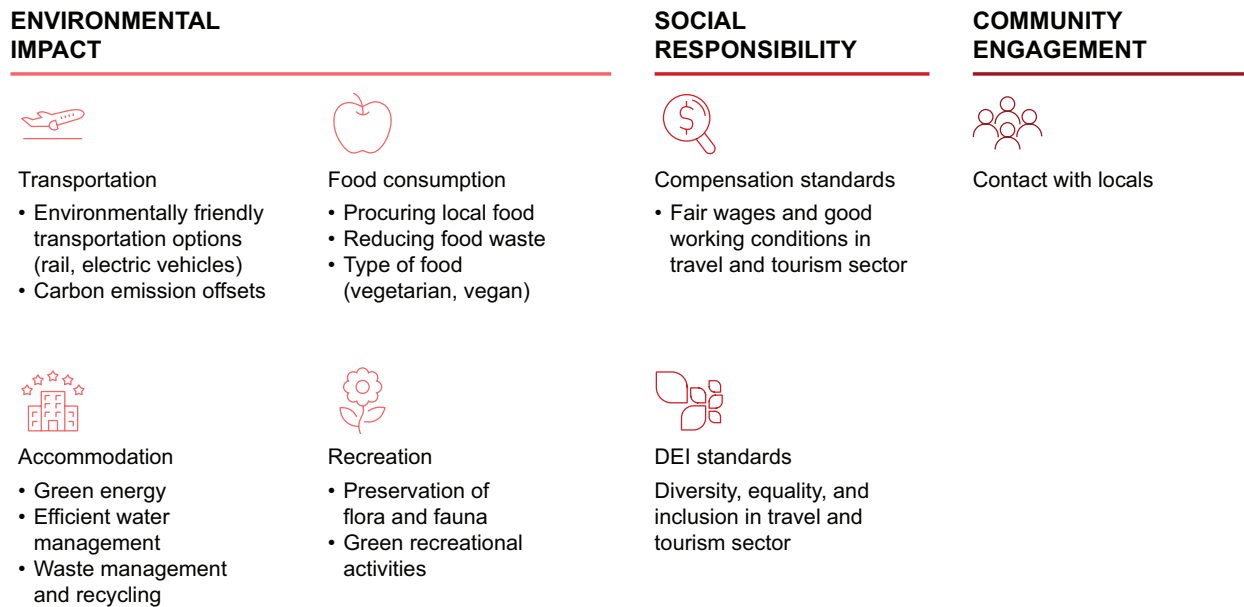 ENVIRONMENTAL
IMPACT
Transportation
• Environmentally friendly
transportation options
(rail, electric vehicles)
• Carbon emission offsets
Food consumption
• Procuring local food
• Reducing food waste
• Type of food
(vegetarian, vegan)
Accommodation
• Green energy
• Efficient water
management
• Waste management
and recycling
Recreation
• Preservation of
flora and fauna
• Green recreational
activities
SOCIAL
RESPONSIBILITY
$
Compensation standards
• Fair wages and good
working conditions in
travel and tourism sector
DEI standards
Diversity, equality, and
inclusion in travel and
tourism sector
COMMUNITY
ENGAGEMENT
Contact with locals